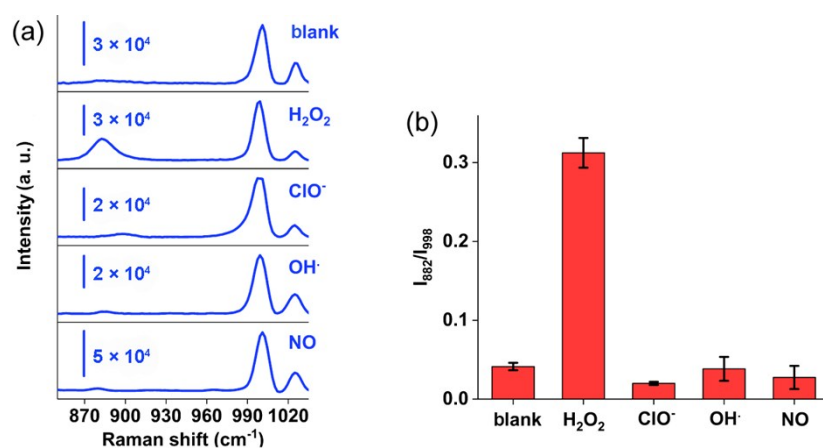 (a)
Intensity (a. u.)
3 × 10⁴
blank
3 × 10⁴
H₂O₂
2 × 10⁴
ClO⁻
2 × 10⁴
OH·
5 × 10⁴
NO
870 900 930 960 990 1020
Raman shift (cm⁻¹)
(b)
I₈₈₂/I₉₉₈
0.3
0.2
0.1
0.0
blank H₂O₂ ClO⁻ OH· NO